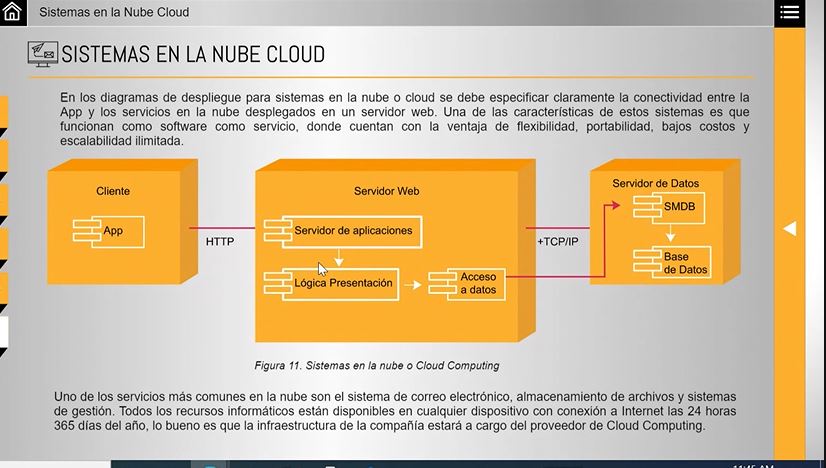 Sistemas en la Nube Cloud
SISTEMAS EN LA NUBE CLOUD
En los diagramas de despliegue para sistemas en la nube o cloud se debe especificar claramente la conectividad entre la
App y los servicios en la nube desplegados en un servidor web. Una de las características de estos sistemas es que
funcionan como software como servicio, donde cuentan con la ventaja de flexibilidad, portabilidad, bajos costos y
escalabilidad ilimitada.
Cliente
App
HTTP
Servidor Web
Servidor de aplicaciones
Lógica Presentación
Acceso
a datos
+TCP/IP
Servidor de Datos
SMDB
Base
de Datos
Figura 11. Sistemas en la nube o Cloud Computing
Uno de los servicios más comunes en la nube son el sistema de correo electrónico, almacenamiento de archivos y sistemas
de gestión. Todos los recursos informáticos están disponibles en cualquier dispositivo con conexión a Internet las 24 horas
365 días del año, lo bueno es que la infraestructura de la compañía estará a cargo del proveedor de Cloud Computing.